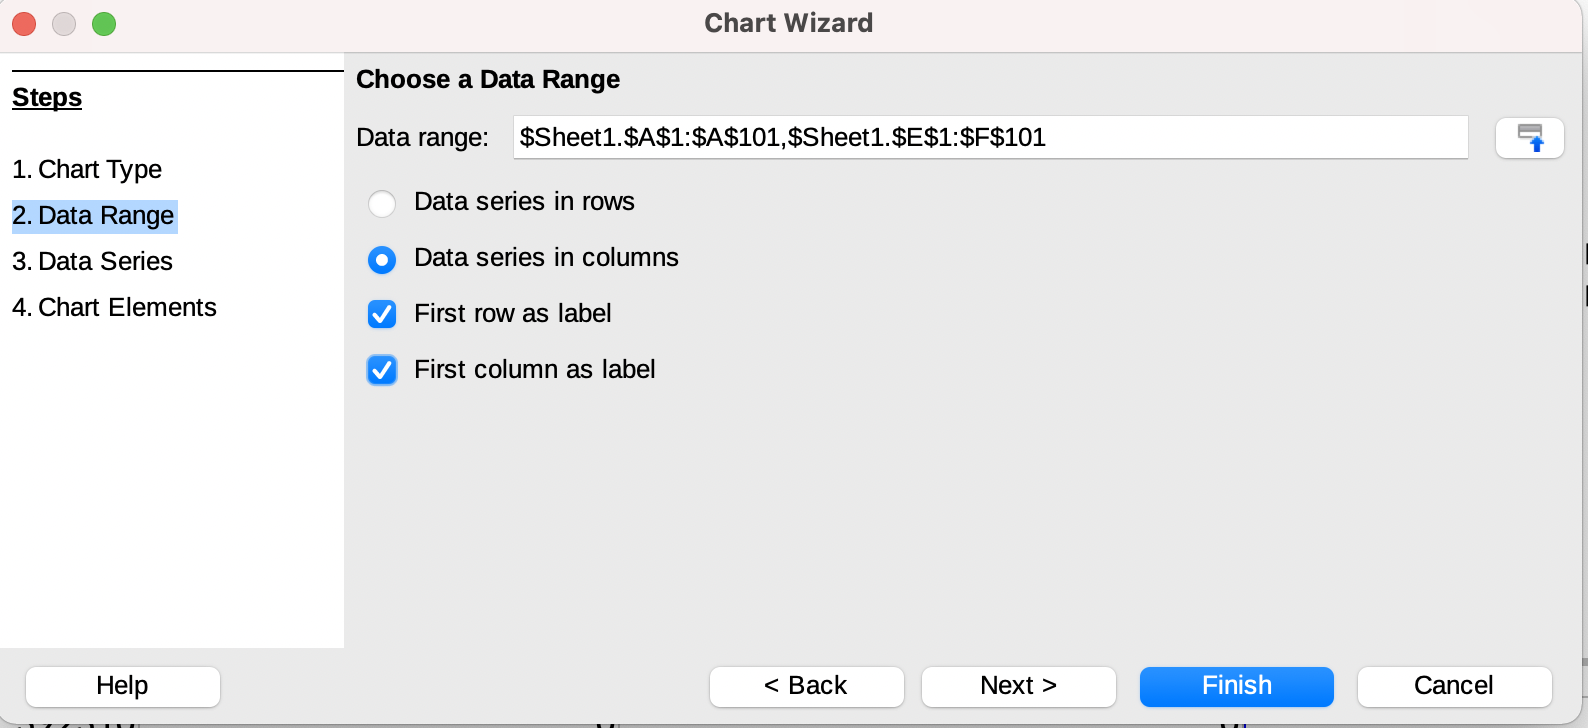 Chart Wizard
Steps
1. Chart Type
2. Data Range
3. Data Series
4. Chart Elements
Choose a Data Range
Data range: $Sheet1.$A$1:$A$101,$Sheet1.$E$1:$F$101
Data series in rows
Data series in columns
First row as label
First column as label
Help
< Back
Next >
Finish
Cancel